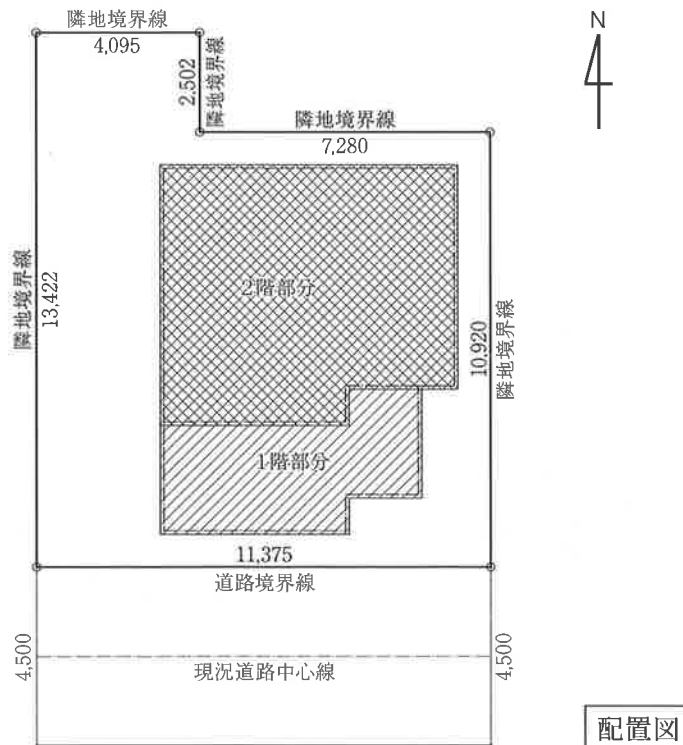 隣地境界線
4,095
N
2.502
隣地境界線
隣地境界線
7,280
2階部分
隣地境界線
13,422
10,920
隣地境界線
1階部分
11,375
道路境界線
4,500
現況道路中心線
4,500
配置図